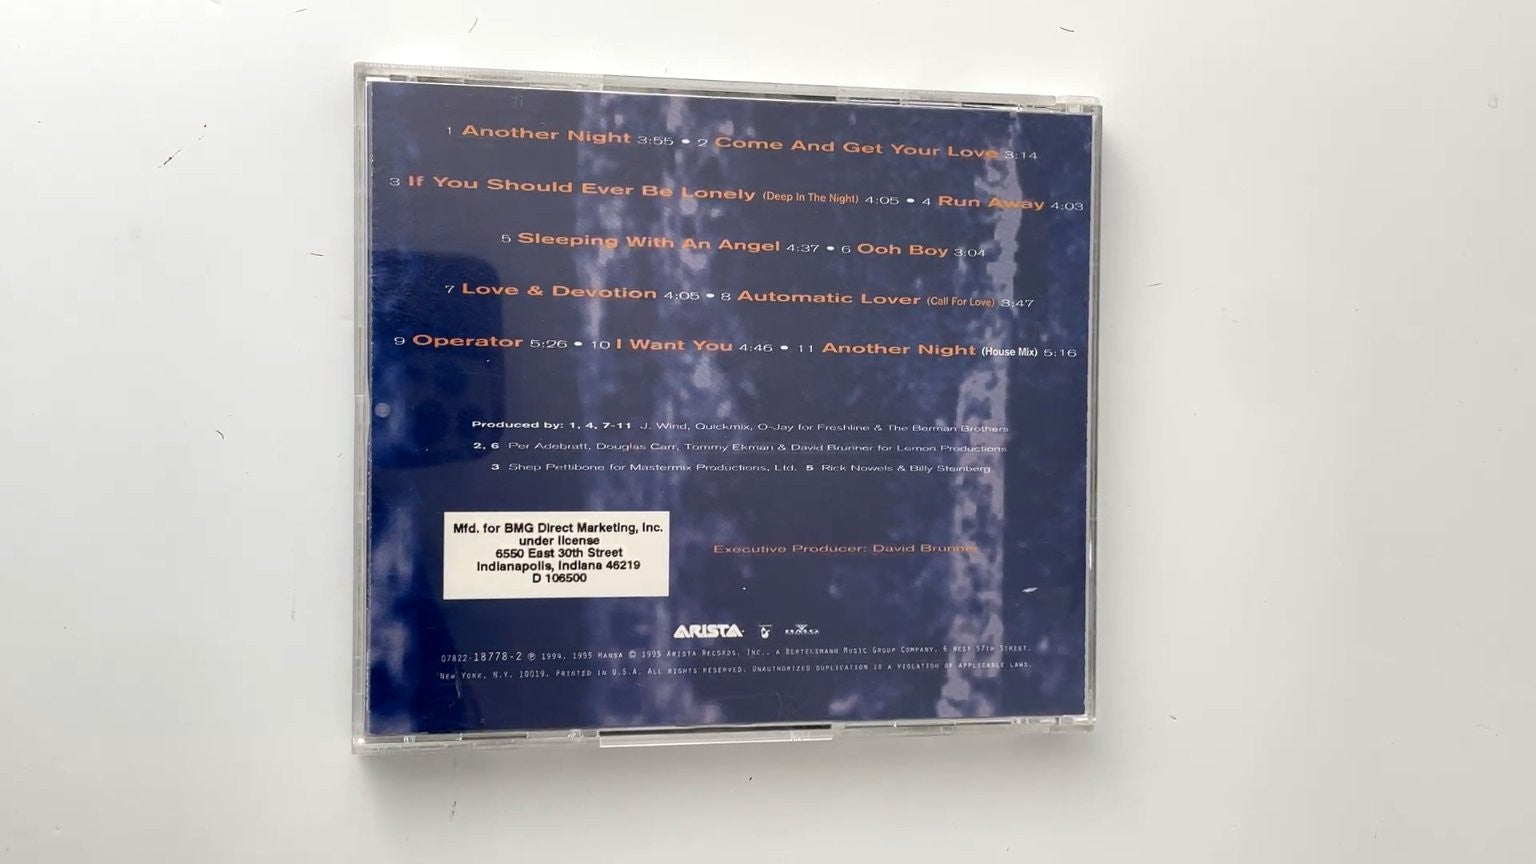 1 Another Night 3:55 • 2 Come And Get Your Love 3:14
3 If You Should Ever Be Lonely (Deep In The Night) 4:05 • 4 Run Away 4:03
5 Sleeping With An Angel 4:37 • 6 Ooh Boy 3:04
7 Love & Devotion 4:05 • 8 Automatic Lover (Call For Love) 3:47
9 Operator 5:26 • 10 I Want You 4:46 • 11 Another Night (House Mix) 5:16
Produced by: 1, 4, 7-11 J. Wind, Quickmix, O-Jay for Freshline & The Berman Brothers
2, 6 Per Adebratt, Douglas Carr, Tommy Ekman & David Brunner for Lemon Productions
3 Shep Pettibone for Mastermix Productions, Ltd. 5 Rick Nowels & Billy Steinberg
Mfd. for BMG Direct Marketing, Inc.
under license
6550 East 30th Street
Indianapolis, Indiana 46219
D 106500
Executive Producer: David Brunner
ARISTA BMG
07822-18778-2 ℗ 1994, 1995 Hansa © 1995 Arista Records, Inc., a Bertelsmann Music Group Company, 6 West 57th Street,
New York, N.Y. 10019. Printed in U.S.A. All rights reserved. Unauthorized duplication is a violation of applicable laws.